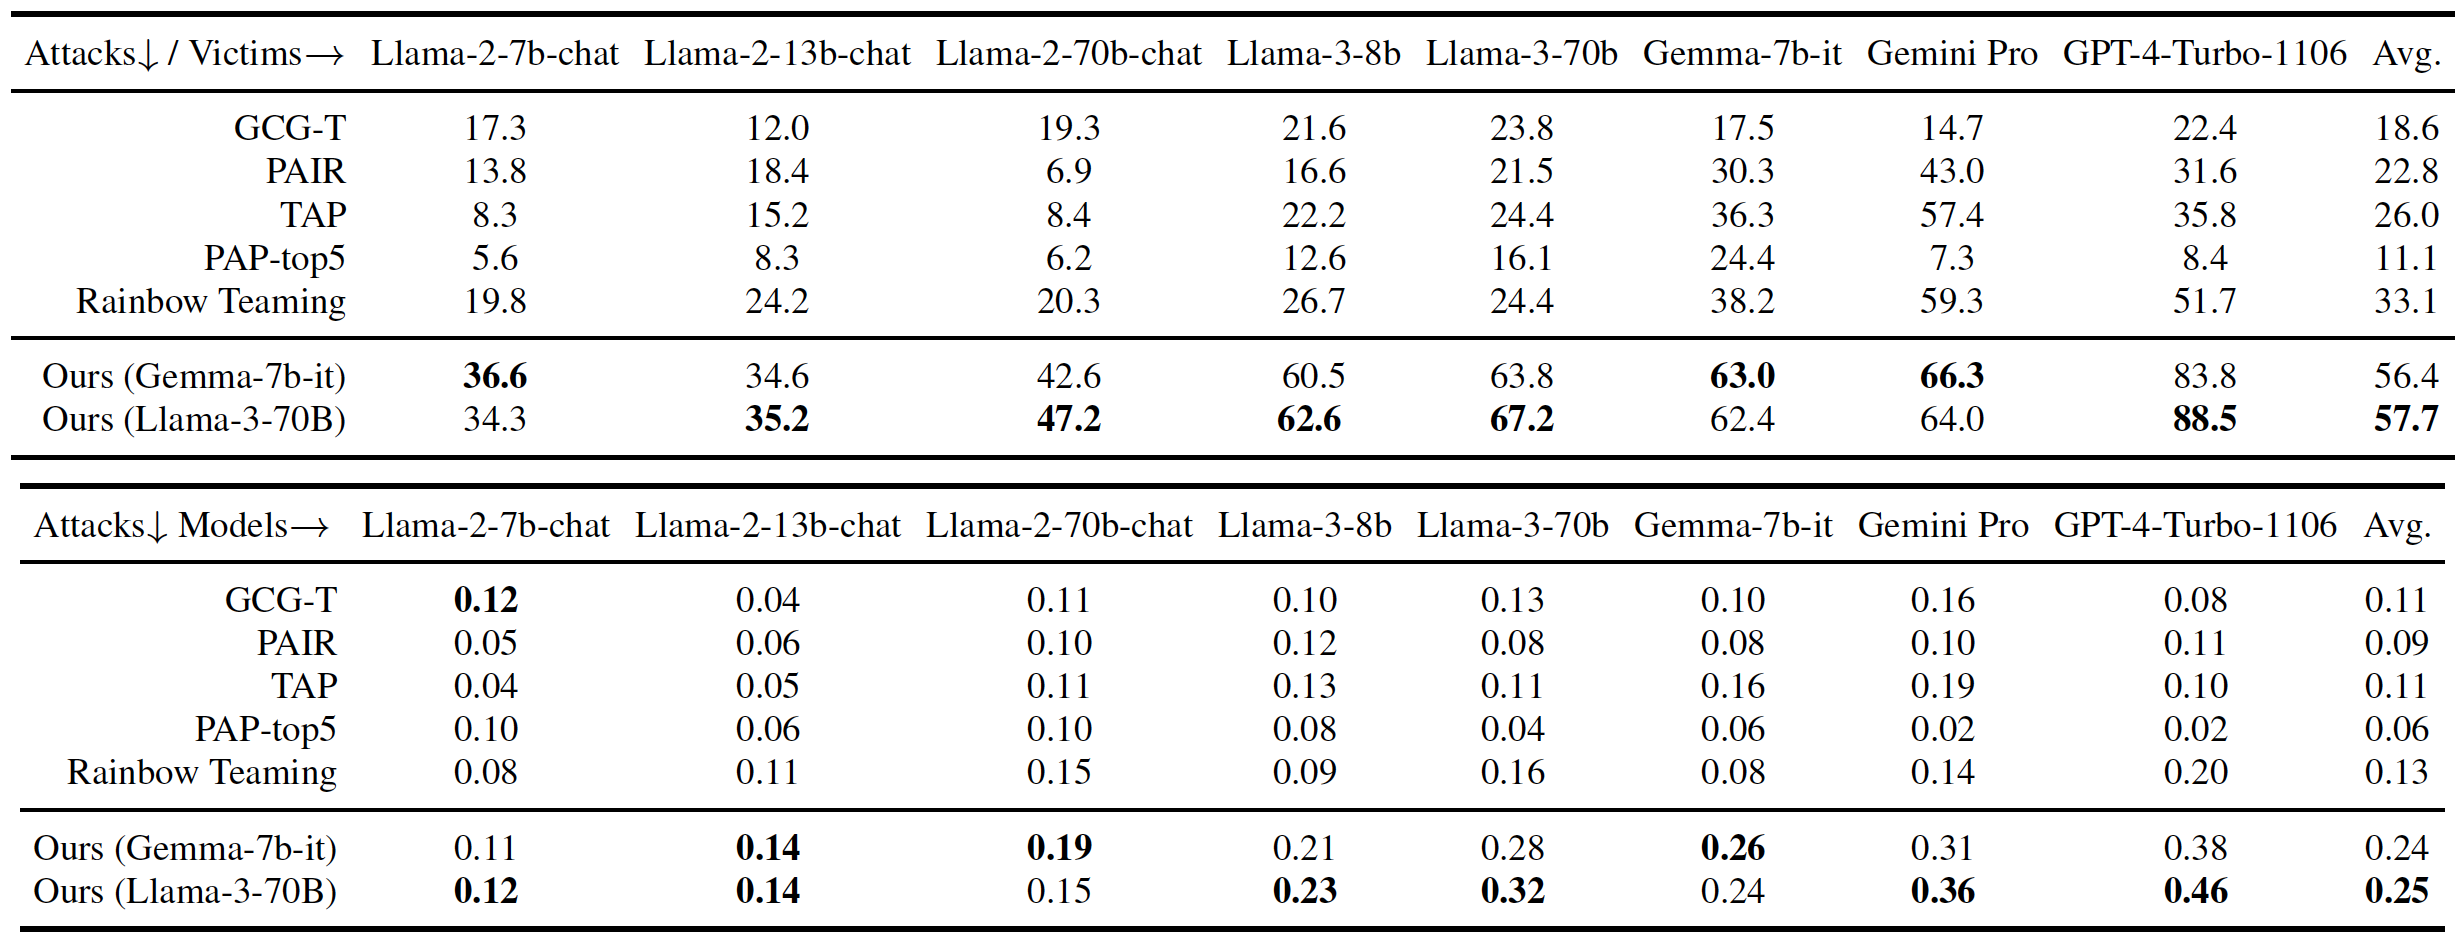 Attacks↓ / Victims→ Llama-2-7b-chat Llama-2-13b-chat Llama-2-70b-chat Llama-3-8b Llama-3-70b Gemma-7b-it Gemini Pro GPT-4-Turbo-1106 Avg.
GCG-T 17.3 12.0 19.3 21.6 23.8 17.5 14.7 22.4 18.6
PAIR 13.8 18.4 6.9 16.6 21.5 30.3 43.0 31.6 22.8
TAP 8.3 15.2 8.4 22.2 24.4 36.3 57.4 35.8 26.0
PAP-top5 5.6 8.3 6.2 12.6 16.1 24.4 7.3 8.4 11.1
Rainbow Teaming 19.8 24.2 20.3 26.7 24.4 38.2 59.3 51.7 33.1
Ours (Gemma-7b-it) 36.6 34.6 42.6 60.5 63.8 63.0 66.3 83.8 56.4
Ours (Llama-3-70B) 34.3 35.2 47.2 62.6 67.2 62.4 64.0 88.5 57.7
Attacks↓ Models→ Llama-2-7b-chat Llama-2-13b-chat Llama-2-70b-chat Llama-3-8b Llama-3-70b Gemma-7b-it Gemini Pro GPT-4-Turbo-1106 Avg.
GCG-T 0.12 0.04 0.11 0.10 0.13 0.10 0.16 0.08 0.11
PAIR 0.05 0.06 0.10 0.12 0.08 0.08 0.10 0.11 0.09
TAP 0.04 0.05 0.11 0.13 0.11 0.16 0.19 0.10 0.11
PAP-top5 0.10 0.06 0.10 0.08 0.04 0.06 0.02 0.02 0.06
Rainbow Teaming 0.08 0.11 0.15 0.09 0.16 0.08 0.14 0.20 0.13
Ours (Gemma-7b-it) 0.11 0.14 0.19 0.21 0.28 0.26 0.31 0.38 0.24
Ours (Llama-3-70B) 0.12 0.14 0.15 0.23 0.32 0.24 0.36 0.46 0.25